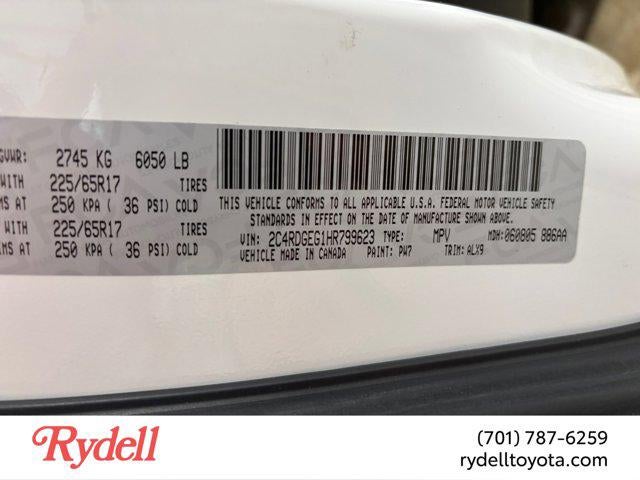 GVWR: 2745 KG 6050 LB
WITH 225/65R17 TIRES
MS AT 250 KPA ( 36 PSI) COLD
WITH 225/65R17 TIRES
MS AT 250 KPA ( 36 PSI) COLD
THIS VEHICLE CONFORMS TO ALL APPLICABLE U.S.A. FEDERAL MOTOR VEHICLE SAFETY
STANDARDS IN EFFECT ON THE DATE OF MANUFACTURE SHOWN ABOVE.
VIN: 2C4RDGEG1HR799623 TYPE: MPV MDH: 060805 886AA
VEHICLE MADE IN CANADA PAINT: PW7 TRIM: ALX9
Rydell
(701) 787-6259
rydelltoyota.com